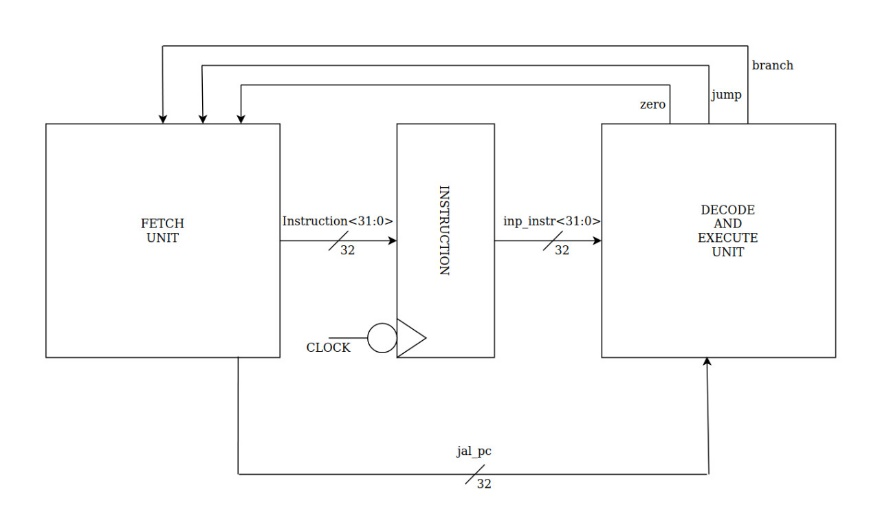 branch
jump
zero
FETCH
UNIT
Instruction<31:0>
32
INSTRUCTION
CLOCK
inp_instr<31:0>
32
DECODE
AND
EXECUTE
UNIT
jal_pc
32